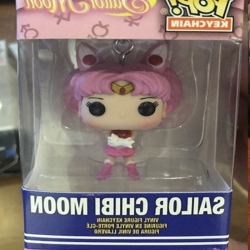 Sailor Moon
POP!
KEYCHAIN
SAILOR CHIBI MOON
VINYL FIGURE KEYCHAIN
FIGURINE EN VINYLE PORTE-CLÉ
FIGURA DE VINIL LLAVERO